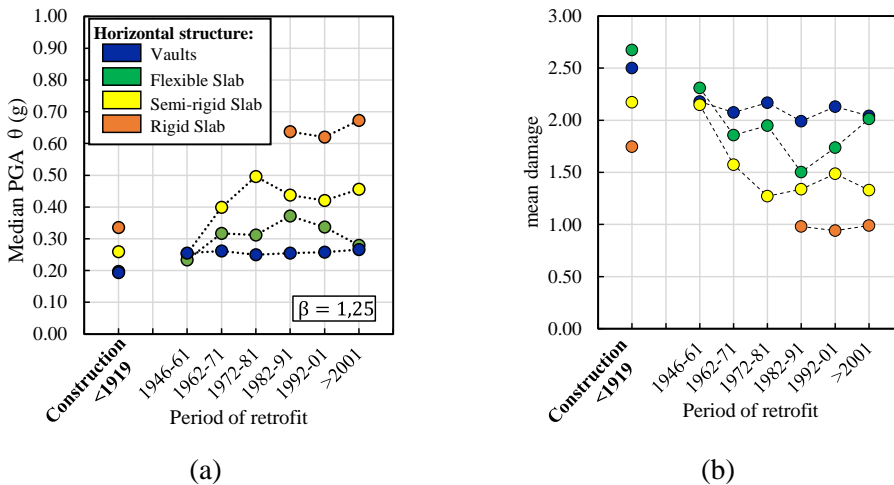 1.00
0.90
0.80
0.70
0.60
0.50
0.40
0.30
0.20
0.10
0.00
Median PGA θ (g)
Horizontal structure:
Vaults
Flexible Slab
Semi-rigid Slab
Rigid Slab
β = 1,25
Construction
<1919
1946-61
1962-71
1972-81
1982-91
1992-01
>2001
Period of retrofit
(a)
2.50
2.00
1.50
1.00
0.50
0.00
mean damage
Construction
<1919
1946-61
1962-71
1972-81
1982-91
1992-01
>2001
Period of retrofit
(b)